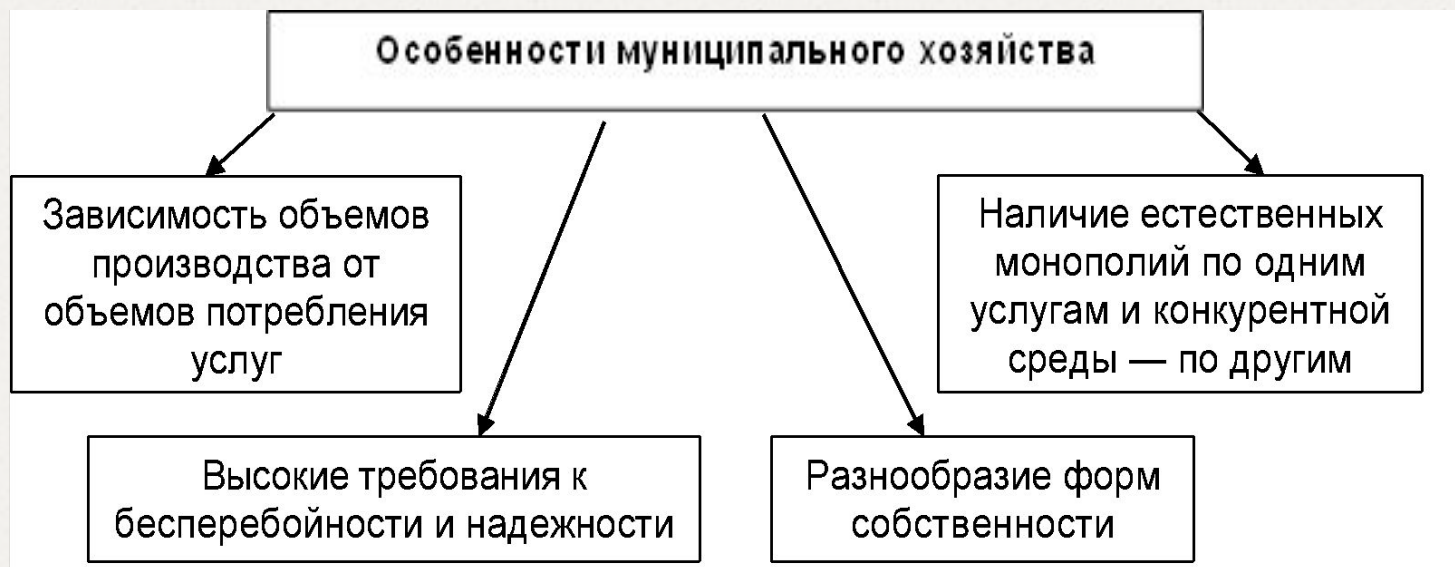 Особенности муниципального хозяйства
Зависимость объемов
производства от
объемов потребления
услуг
Наличие естественных
монополий по одним
услугам и конкурентной
среды — по другим
Высокие требования к
бесперебойности и надежности
Разнообразие форм
собственности